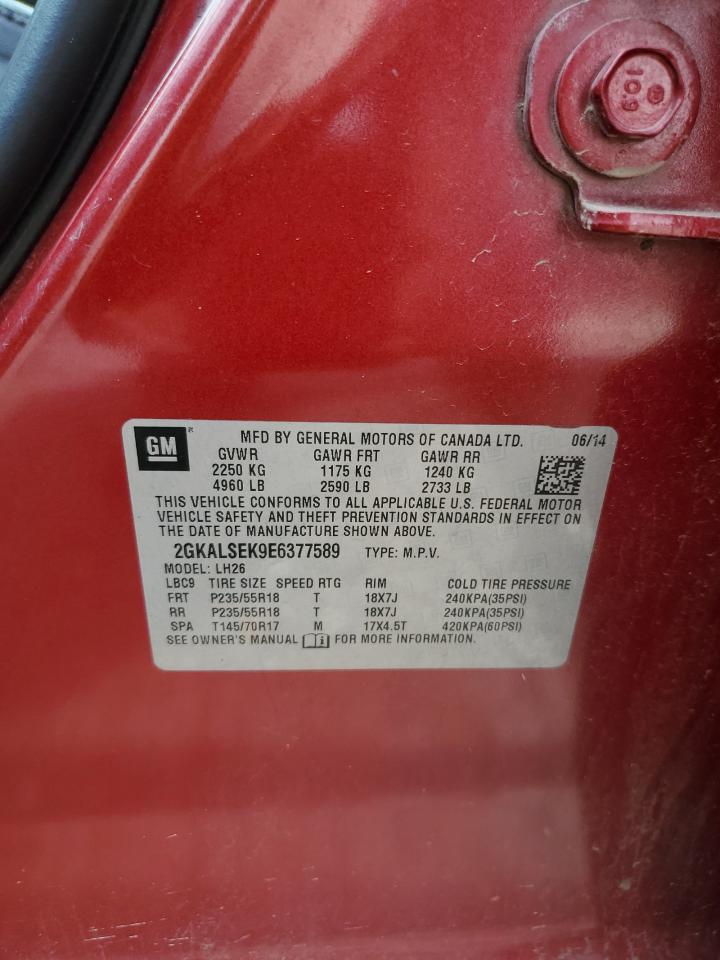 10.9
GM ® MFD BY GENERAL MOTORS OF CANADA LTD. 06/14
GVWR GAWR FRT GAWR RR
2250 KG 1175 KG 1240 KG
4960 LB 2590 LB 2733 LB
THIS VEHICLE CONFORMS TO ALL APPLICABLE U.S. FEDERAL MOTOR
VEHICLE SAFETY AND THEFT PREVENTION STANDARDS IN EFFECT ON
THE DATE OF MANUFACTURE SHOWN ABOVE.
2GKALSEK9E6377589 TYPE: M.P.V.
MODEL: LH26
LBC9 TIRE SIZE SPEED RTG RIM COLD TIRE PRESSURE
FRT P235/55R18 T 18X7J 240KPA(35PSI)
RR P235/55R18 T 18X7J 240KPA(35PSI)
SPA T145/70R17 M 17X4.5T 420KPA(60PSI)
SEE OWNER'S MANUAL FOR MORE INFORMATION.